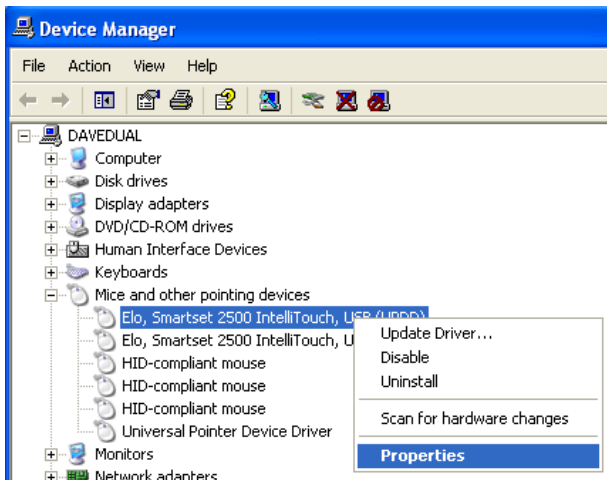 Device Manager
File Action View Help
DAVEDUAL
Computer
Disk drives
Display adapters
DVD/CD-ROM drives
Human Interface Devices
Keyboards
Mice and other pointing devices
Elo, Smartset 2500 IntelliTouch, USB (UPDD)
Elo, Smartset 2500 IntelliTouch, U
HID-compliant mouse
HID-compliant mouse
HID-compliant mouse
Universal Pointer Device Driver
Monitors
Network adapters
Update Driver...
Disable
Uninstall
Scan for hardware changes
Properties